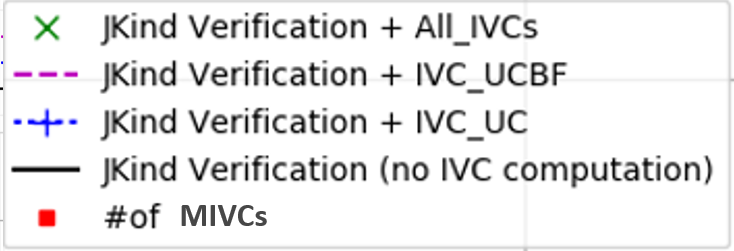 JKind Verification + All_IVCs
JKind Verification + IVC_UCBF
JKind Verification + IVC_UC
JKind Verification (no IVC computation)
#of MIVCs